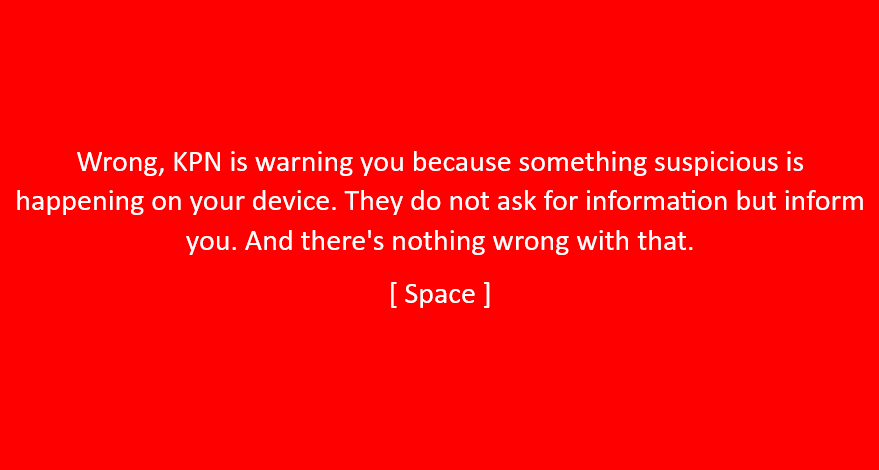 Wrong, KPN is warning you because something suspicious is
happening on your device. They do not ask for information but inform
you. And there's nothing wrong with that.
[ Space ]